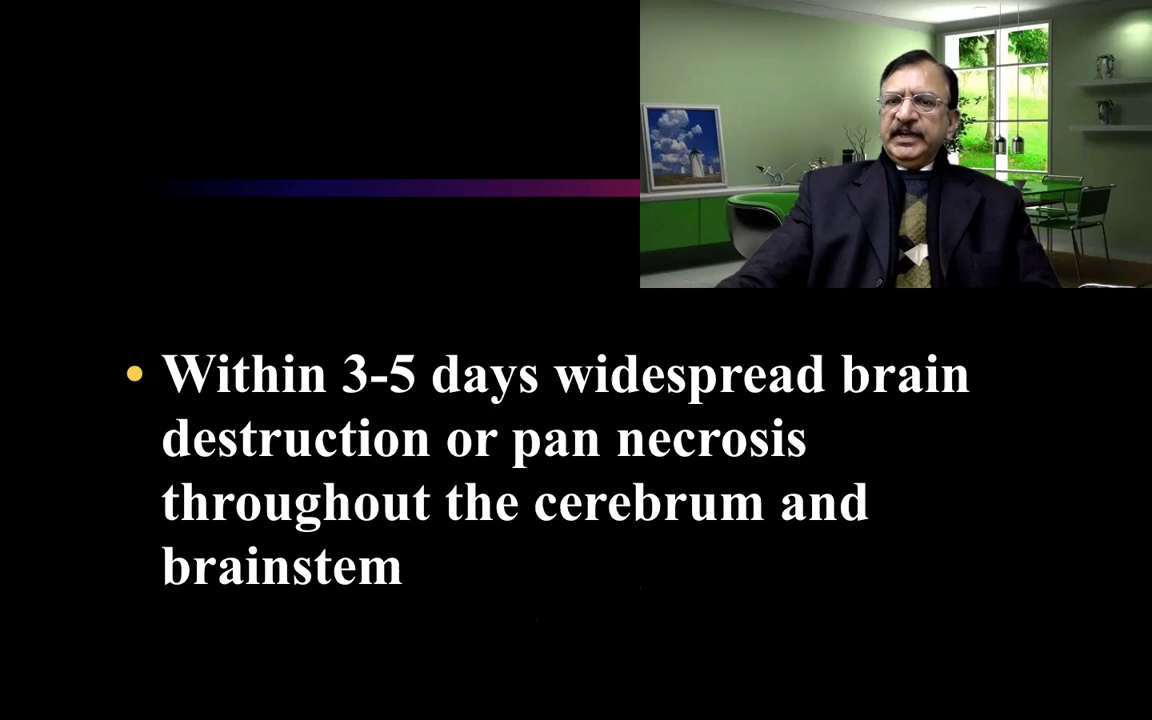 • Within 3-5 days widespread brain
destruction or pan necrosis
throughout the cerebrum and
brainstem